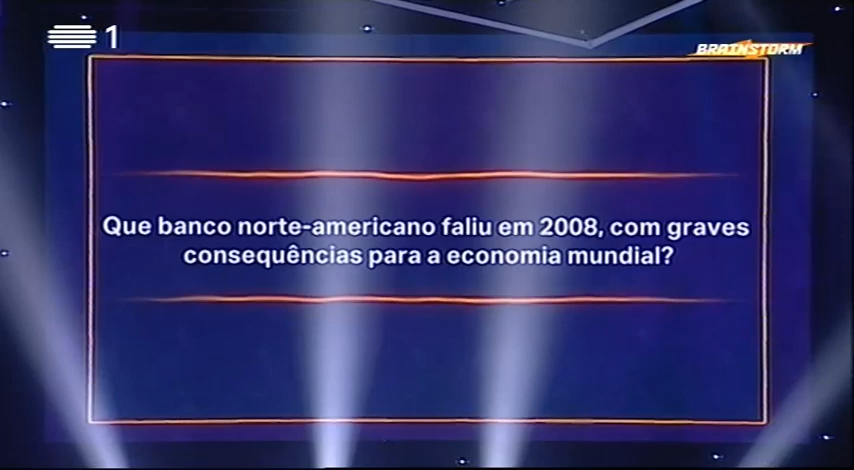 1
BRAINSTORM
Que banco norte-americano faliu em 2008, com graves
consequências para a economia mundial?